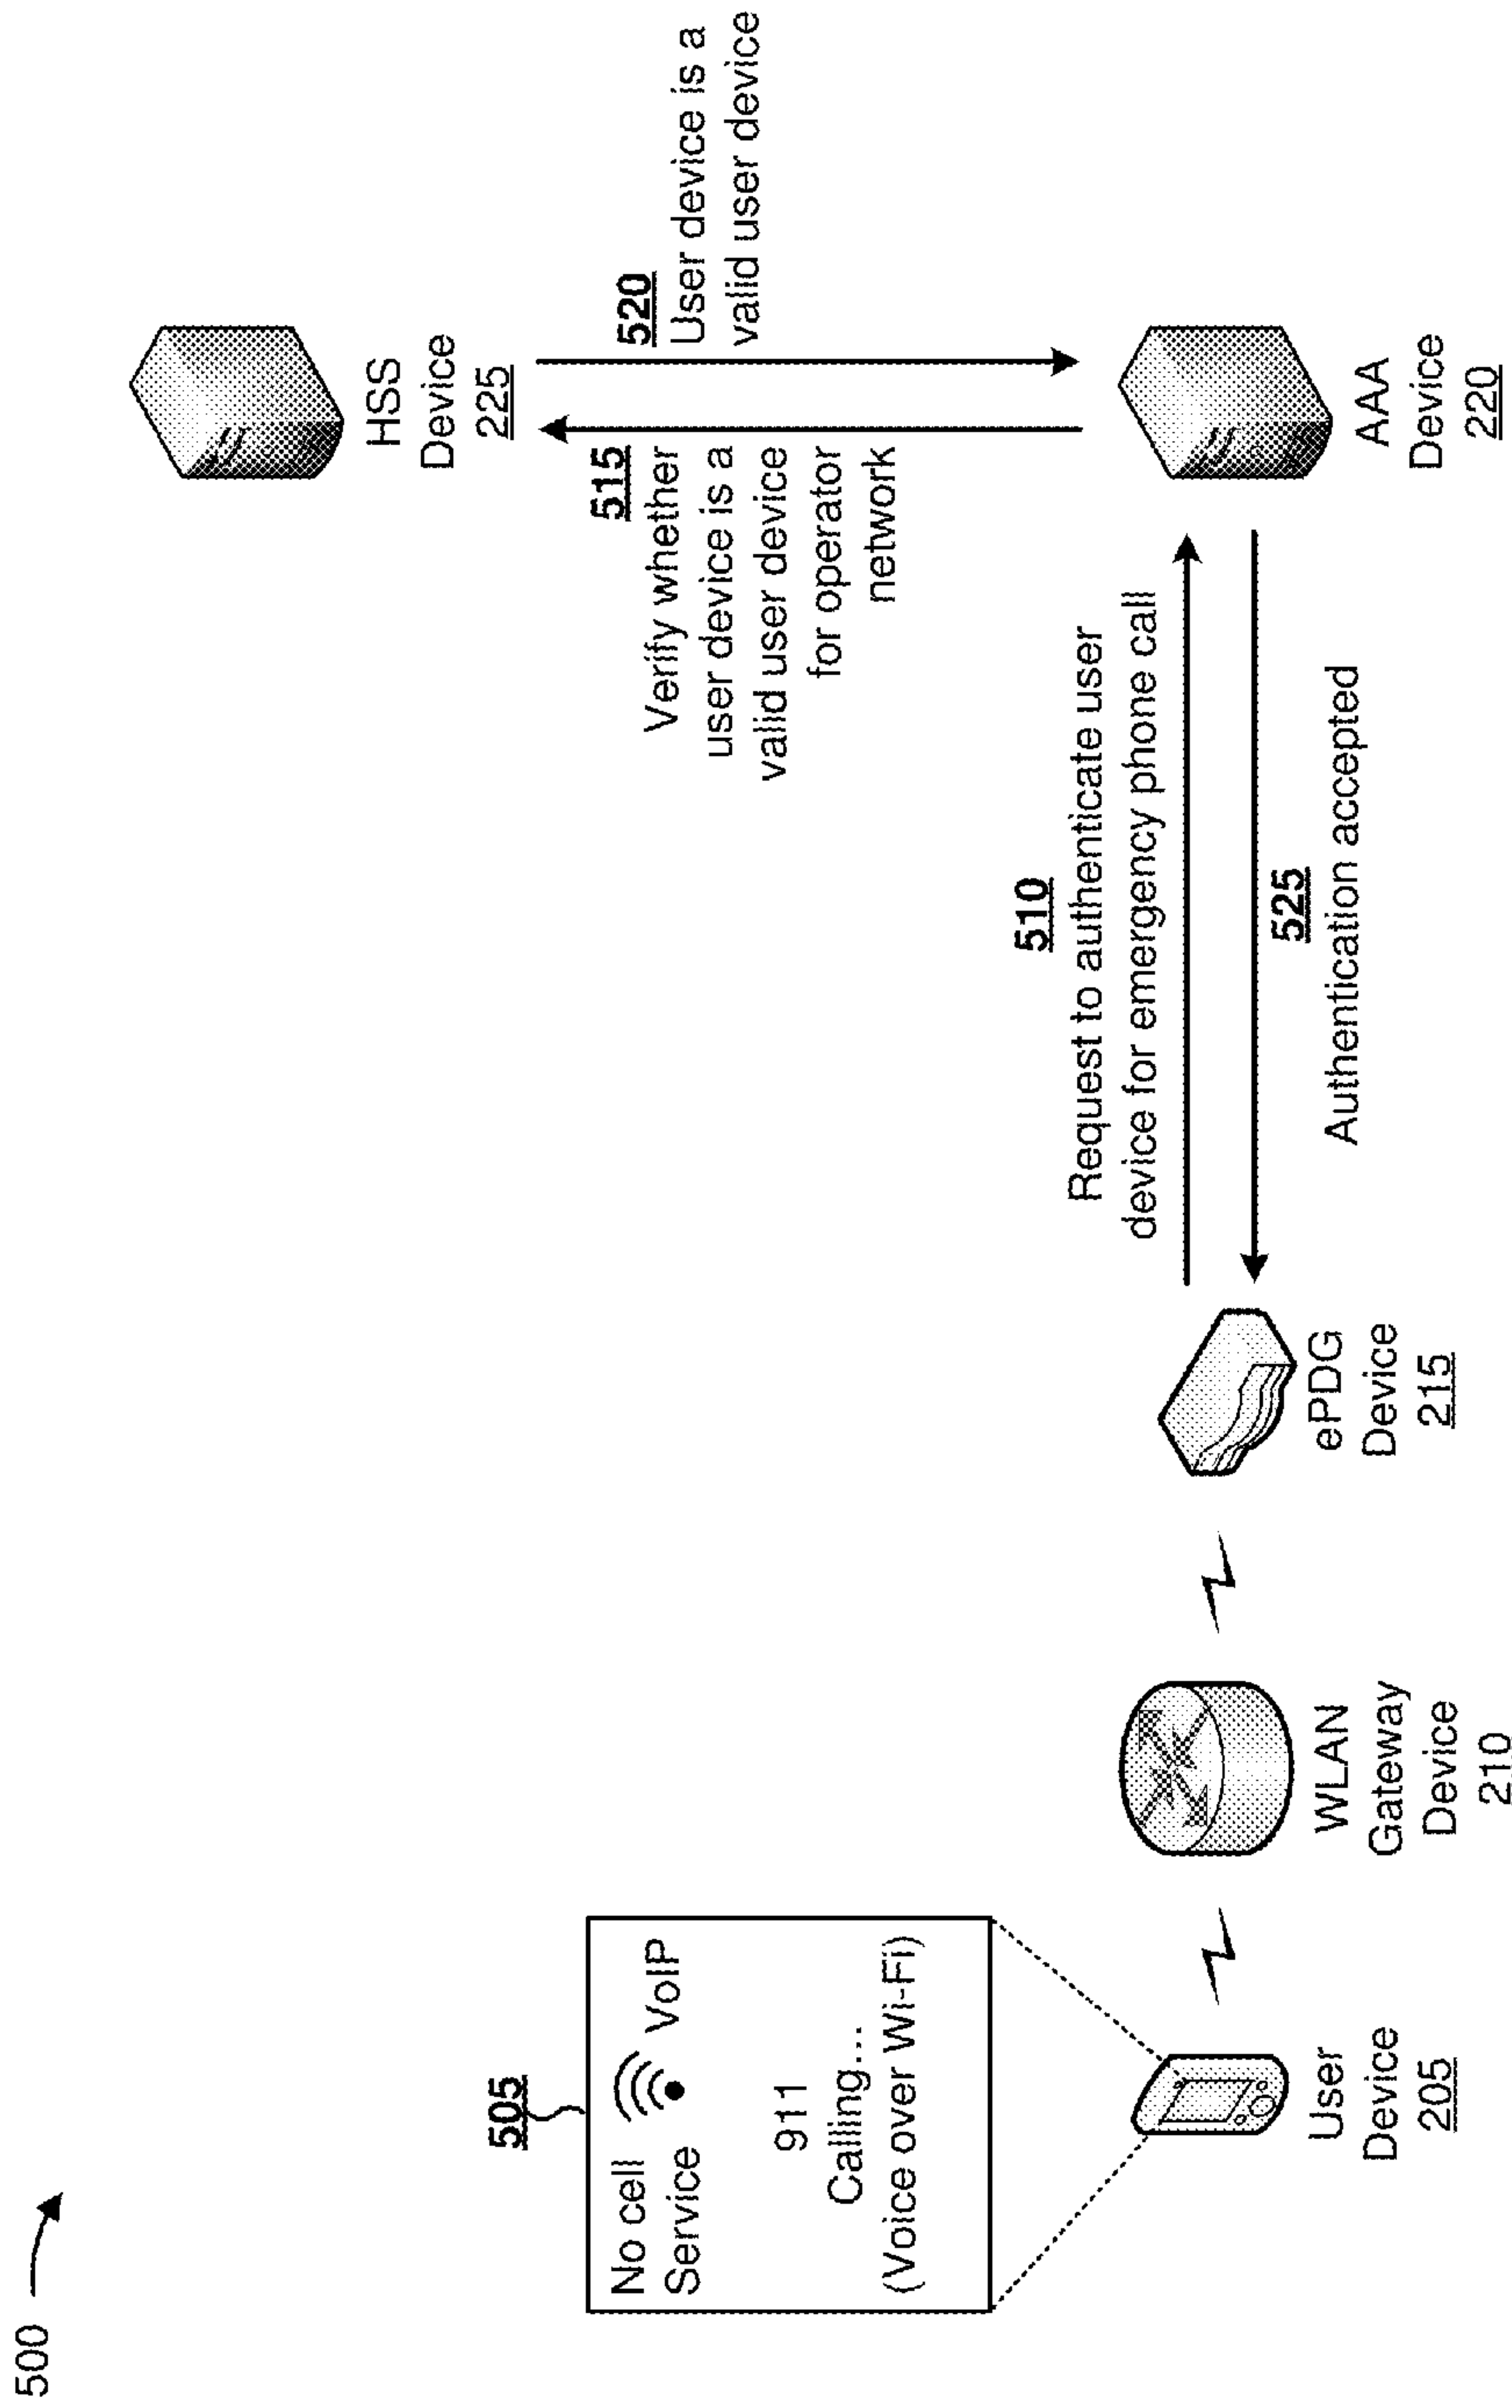 500
505
No cell
Service
VoIP
911
Calling...
(Voice over Wi-Fi)
User
Device
205
WLAN
Gateway
Device
210
ePDG
Device
215
510
Request to authenticate user
device for emergency phone call
525
Authentication accepted
515
Verify whether
user device is a
valid user device
for operator
network
520
User device is a
valid user device
HSS
Device
225
AAA
Device
220